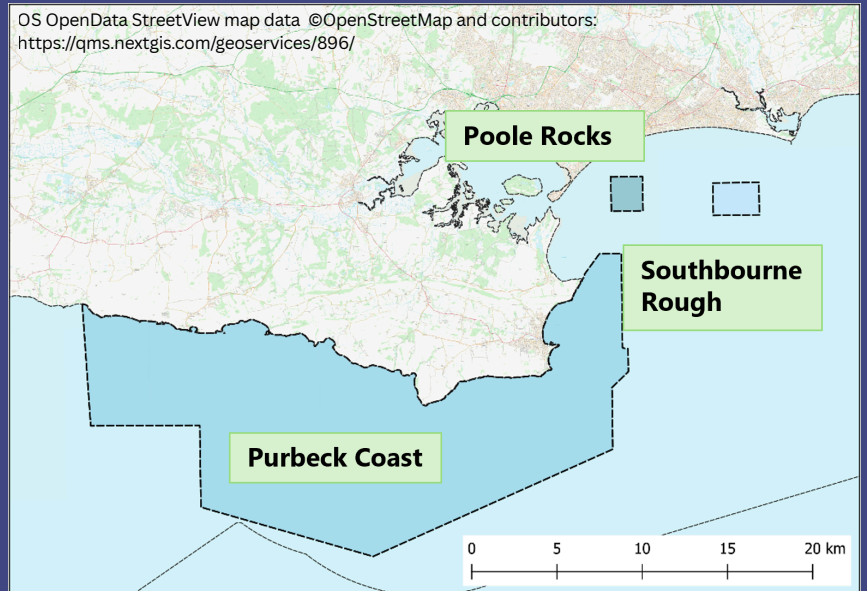 OS OpenData StreetView map data ©OpenStreetMap and contributors:
https://qms.nextgis.com/geoservices/896/
Poole Rocks
Southbourne
Rough
Purbeck Coast
0 5 10 15 20 km